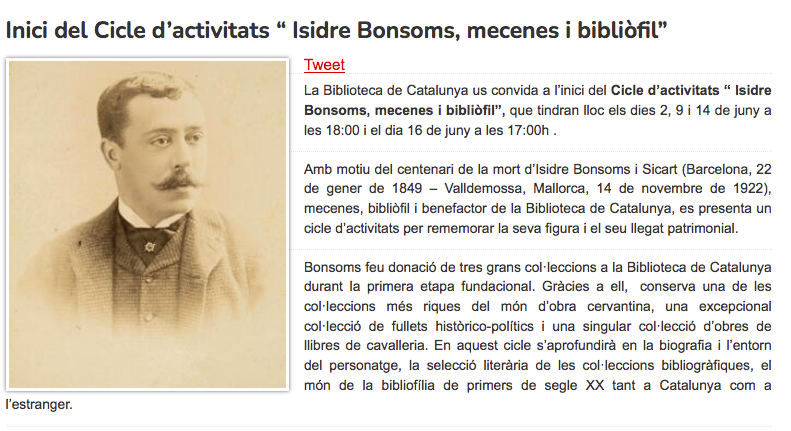 Inici del Cicle d’activitats “ Isidre Bonsoms, mecenes i bibliòfil”
Tweet
La Biblioteca de Catalunya us convida a l’inici del Cicle d’activitats “ Isidre
Bonsoms, mecenes i bibliòfil”, que tindran lloc els dies 2, 9 i 14 de juny a
les 18:00 i el dia 16 de juny a les 17:00h .
Amb motiu del centenari de la mort d’Isidre Bonsoms i Sicart (Barcelona, 22
de gener de 1849 – Valldemossa, Mallorca, 14 de novembre de 1922),
mecenes, bibliòfil i benefactor de la Biblioteca de Catalunya, es presenta un
cicle d’activitats per rememorar la seva figura i el seu llegat patrimonial.
Bonsoms feu donació de tres grans col·leccions a la Biblioteca de Catalunya
durant la primera etapa fundacional. Gràcies a ell, conserva una de les
col·leccions més riques del món d’obra cervantina, una excepcional
col·lecció de fullets històrico-polítics i una singular col·lecció d’obres de
llibres de cavalleria. En aquest cicle s’aprofundirà en la biografia i l’entorn
del personatge, la selecció literària de les col·leccions bibliogràfiques, el
món de la bibliofília de primers de segle XX tant a Catalunya com a
l’estranger.